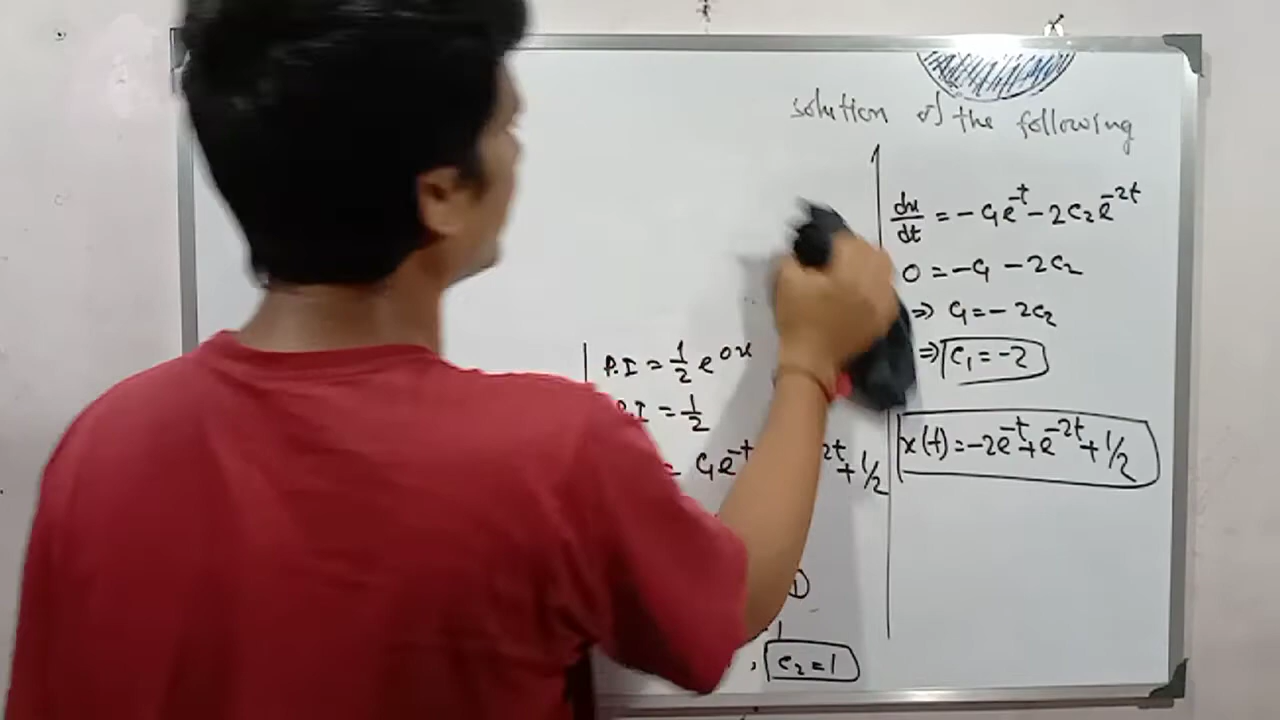 solution of the following
P.I = 1/2 e^0x
P.I = 1/2
= c₁e^-t 2t + 1/2
, c₂ = 1
dx/dt = -c₁e^-t - 2c₂e^-2t
0 = -c₁ - 2c₂
⇒ c₁ = -2c₂
⇒ c₁ = -2
x(t) = -2e^-t + e^-2t + 1/2